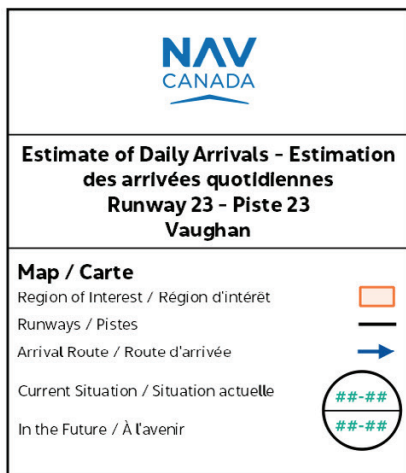 NAV
CANADA
Estimate of Daily Arrivals - Estimation
des arrivées quotidiennes
Runway 23 - Piste 23
Vaughan
Map / Carte
Region of Interest / Région d'intérët
Runways / Pistes
Arrival Route / Route d'arrivée
Current Situation / Situation actuelle
##-##
In the Future / À l'avenir
##-##